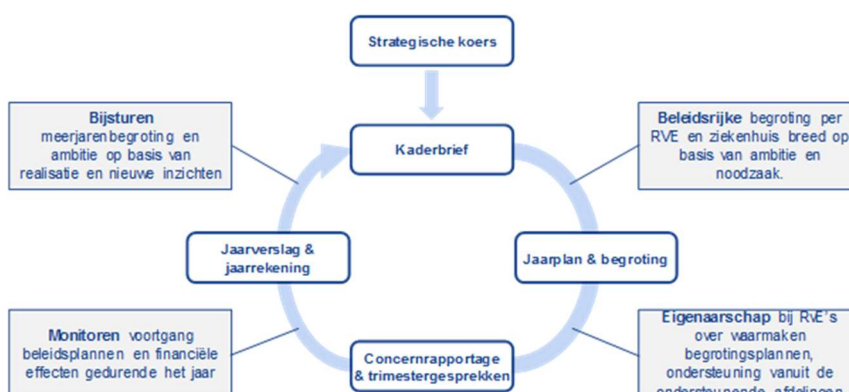 Strategische koers
Bijsturen
meerjarenbegroting en
ambitie op basis van
realisatie en nieuwe inzichten
Kaderbrief
Beleidsrijke begroting per
RVE en ziekenhuis breed op
basis van ambitie en
noodzaak.
Jaarverslag &
jaarrekening
Jaarplan & begroting
Monitoren voortgang
beleidsplannen en financiële
effecten gedurende het jaar
Concernrapportage
& trimestergesprekken
Eigenaarschap bij RvE's
over waarmaken
begrotingsplannen,
ondersteuning vanuit de
ondersteunende afdelingen